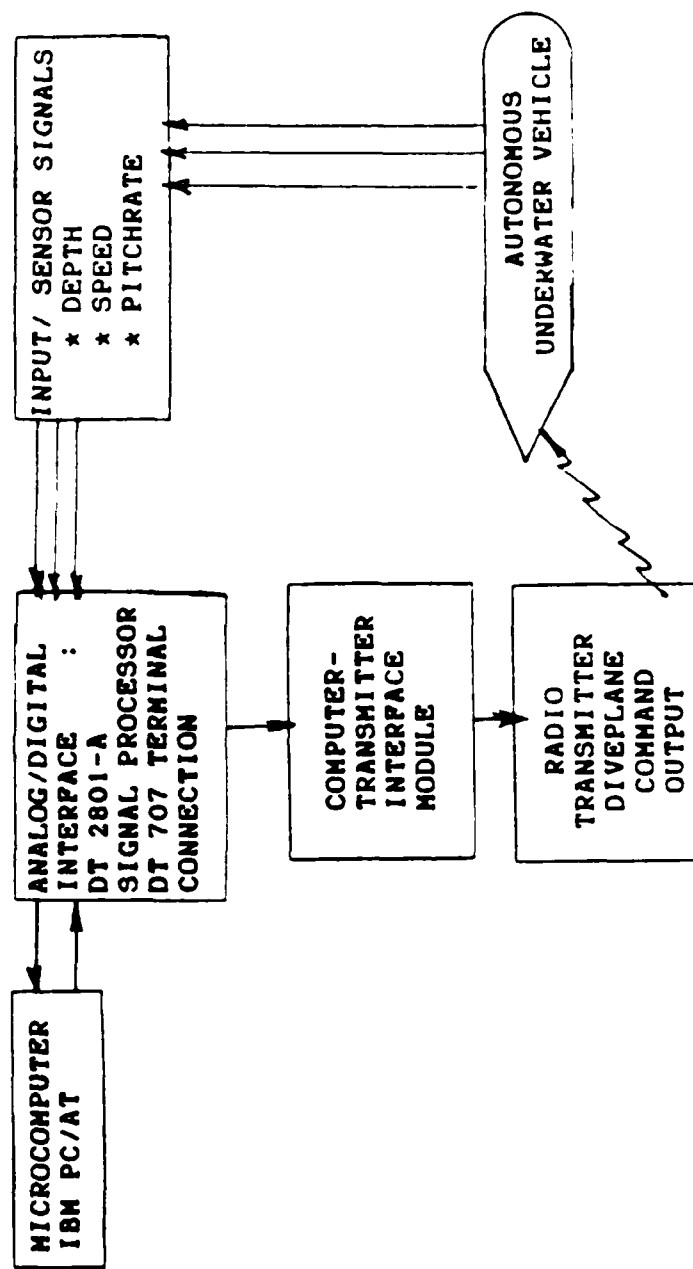 MICROCOMPUTER
IBM PC/AT
ANALOG/DIGITAL
INTERFACE :
DT 2801-A
SIGNAL PROCESSOR
DT 707 TERMINAL
CONNECTION
INPUT/ SENSOR SIGNALS
* DEPTH
* SPEED
* PITCHRATE
COMPUTER-
TRANSMITTER
INTERFACE
MODULE
RADIO
TRANSMITTER
DIVEPLANE
COMMAND
OUTPUT
AUTONOMOUS
UNDERWATER VEHICLE